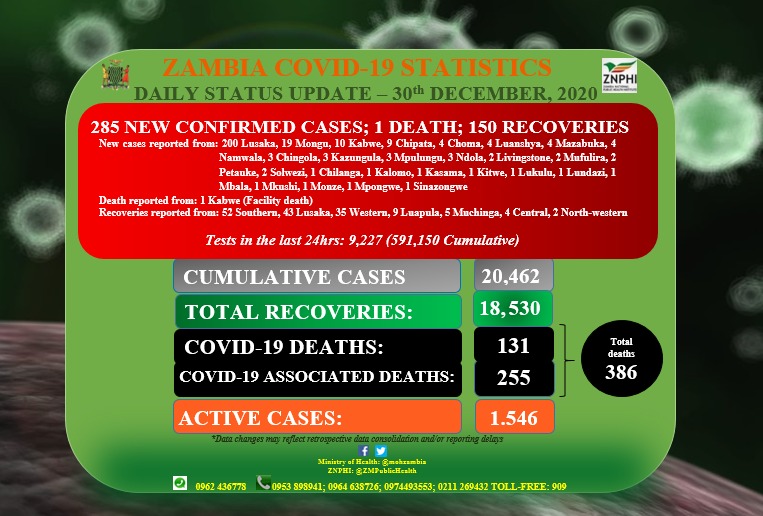 ZAMBIA COVID-19 STATISTICS
ZNPHI
DAILY STATUS UPDATE – 30th DECEMBER, 2020
285 NEW CONFIRMED CASES; 1 DEATH; 150 RECOVERIES
New cases reported from: 200 Lusaka, 19 Mongu, 10 Kabwe, 9 Chipata, 4 Choma, 4 Luanshya, 4 Mazabuka, 4
Namwala, 3 Chingola, 3 Kazungula, 3 Mpulungu, 3 Ndola, 2 Livingstone, 2 Mufulira, 2
Petauke, 2 Solwezi, 1 Chilanga, 1 Kalomo, 1 Kasama, 1 Kitwe, 1 Lukulu, 1 Lundazi, 1
Mbala, 1 Mkushi, 1 Monze, 1 Mpongwe, 1 Sinazongwe
Death reported from: 1 Kabwe (Facility death)
Recoveries reported from: 52 Southern, 43 Lusaka, 35 Western, 9 Luapula, 5 Muchinga, 4 Central, 2 North-western
Tests in the last 24hrs: 9,227 (591,150 Cumulative)
CUMULATIVE CASES 20,462
TOTAL RECOVERIES: 18,530
COVID-19 DEATHS: 131
COVID-19 ASSOCIATED DEATHS: 255
Total
deaths
386
ACTIVE CASES: 1.546
*Data changes may reflect retrospective data consolidation and/or reporting delays
Ministry of Health: @mohzambia
ZNPHI: @ZMPublicHealth
0962 436778 0953 898941; 0964 638726; 0974493553; 0211 269432 TOLL-FREE: 909